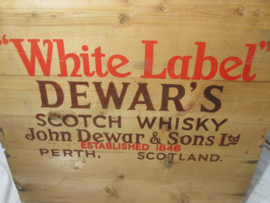 "White Label"
DEWAR'S
SCOTCH WHISKY
John Dewar & Sons Ltd
ESTABLISHED 1846
PERTH, SCOTLAND.